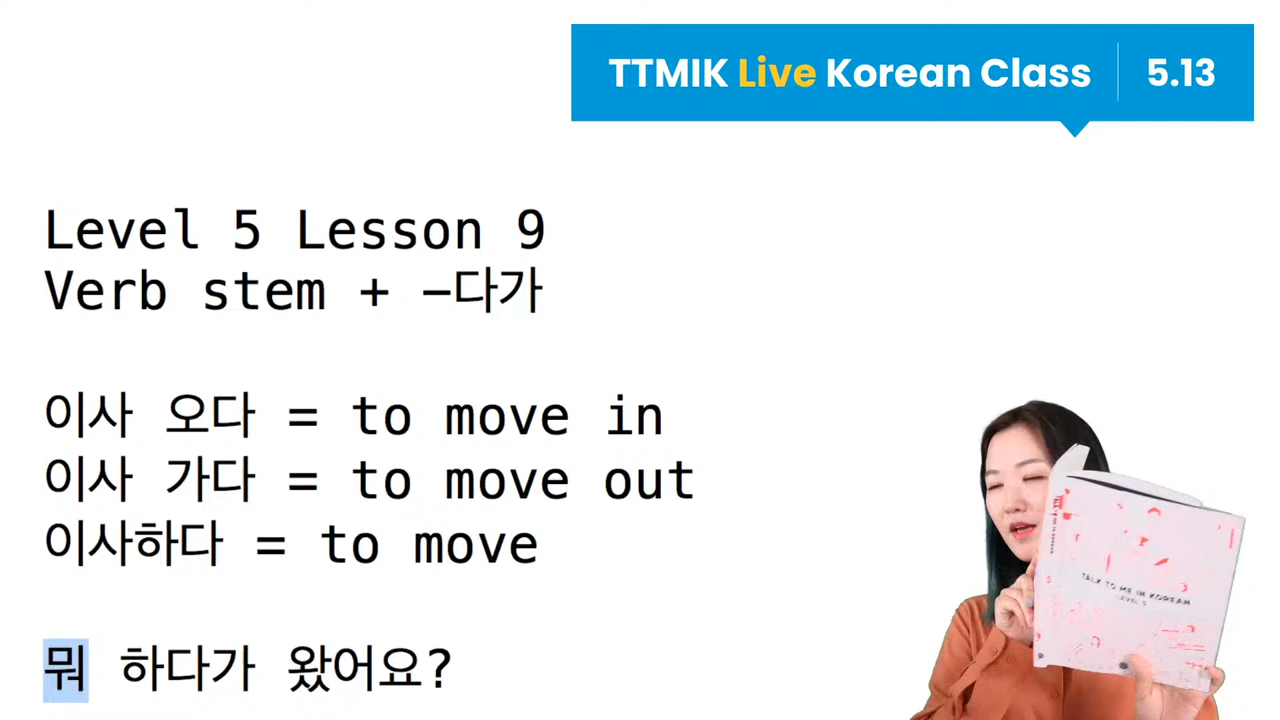 TTMIK Live Korean Class 5.13
Level 5 Lesson 9
Verb stem + -다가
이사 오다 = to move in
이사 가다 = to move out
이사하다 = to move
뭐 하다가 왔어요?
TALK TO ME IN KOREAN
LEVEL 5